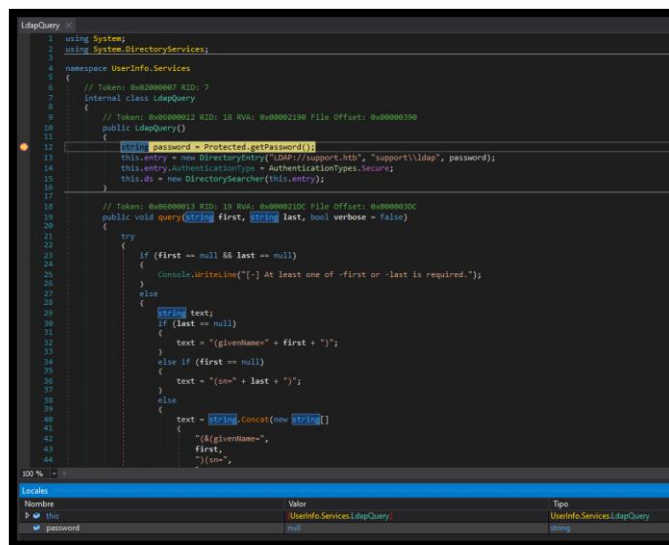 LdapQuery ×
1 using System;
2 using System.DirectoryServices;
3
4 namespace UserInfo.Services
5 {
6 // Token: 0x02000007 RID: 7
7 internal class LdapQuery
8 {
9 // Token: 0x06000012 RID: 18 RVA: 0x00002190 File Offset: 0x00000390
10 public LdapQuery()
11 {
12 string password = Protected.getPassword();
13 this.entry = new DirectoryEntry("LDAP://support.htb", "support\\ldap", password);
14 this.entry.AuthenticationType = AuthenticationTypes.Secure;
15 this.ds = new DirectorySearcher(this.entry);
16 }
17
18 // Token: 0x06000013 RID: 19 RVA: 0x000021DC File Offset: 0x000003DC
19 public void query(string first, string last, bool verbose = false)
20 {
21 try
22 {
23 if (first == null && last == null)
24 {
25 Console.WriteLine("[-] At least one of -first or -last is required.");
26 }
27 else
28 {
29 string text;
30 if (last == null)
31 {
32 text = "(givenName=" + first + ")";
33 }
34 else if (first == null)
35 {
36 text = "(sn=" + last + ")";
37 }
38 else
39 {
40 text = string.Concat(new string[]
41 {
42 "(&(givenName=",
43 first,
44 ")(sn=",
100 %
Locales
Nombre Valor Tipo
this {UserInfo.Services.LdapQuery} UserInfo.Services.LdapQuery
password null string